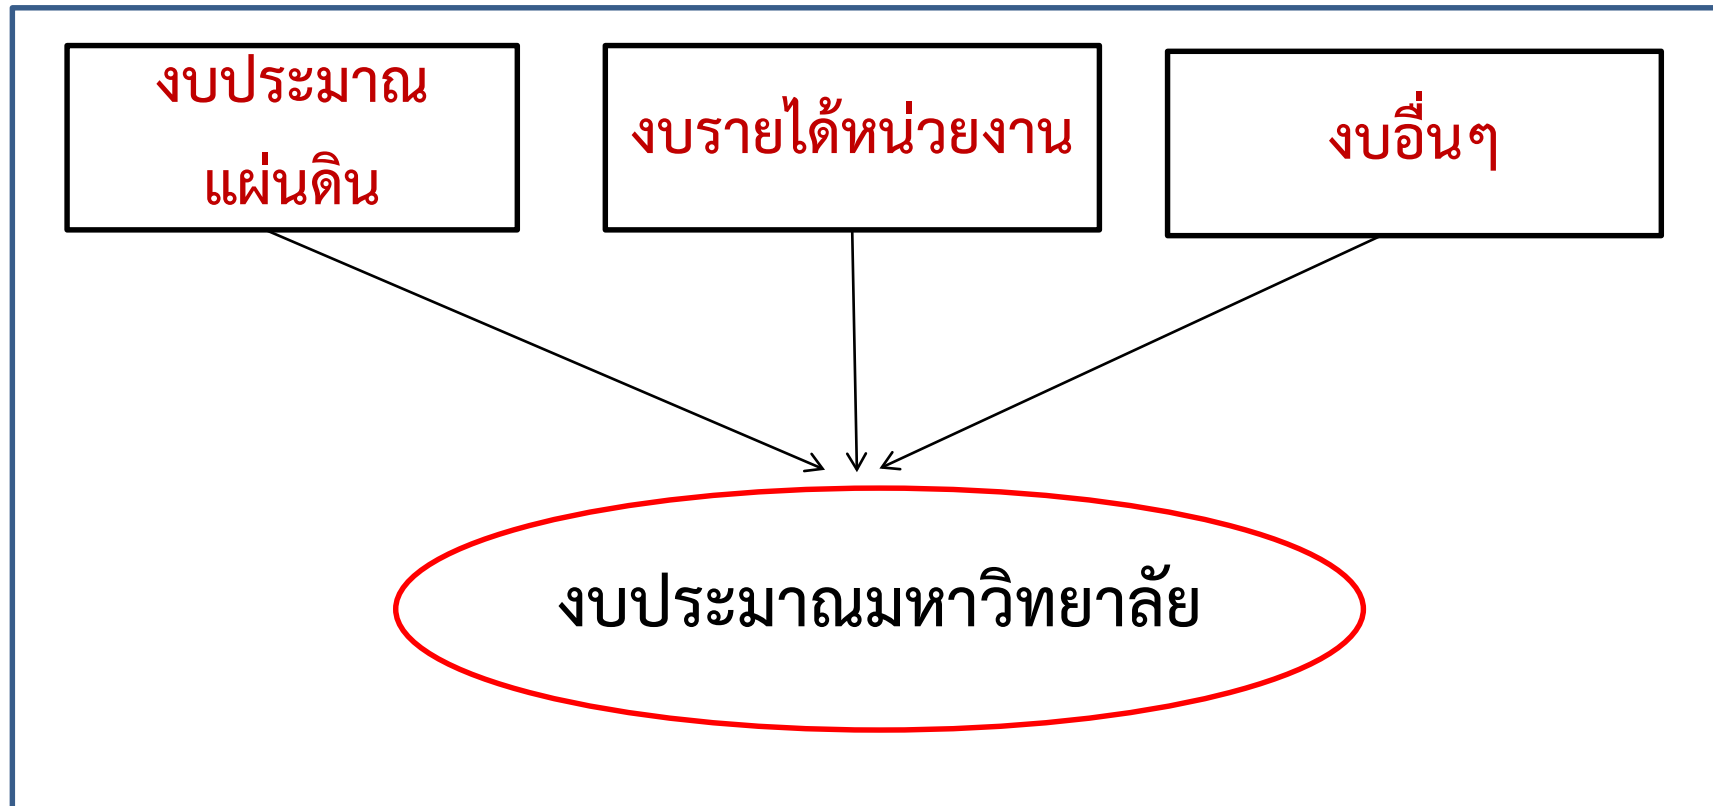 งบประมาณ
แผ่นดิน
งบรายได้หน่วยงาน
งบอื่นๆ
งบประมาณมหาวิทยาลัย